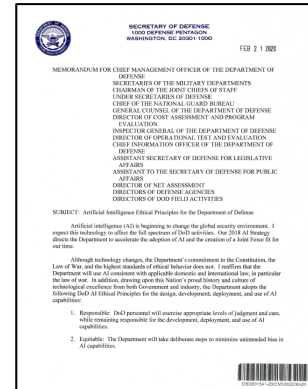 SECRETARY OF DEFENSE
1000 DEFENSE PENTAGON
WASHINGTON, DC 20301-1000
FEB 21 2020
MEMORANDUM FOR CHIEF MANAGEMENT OFFICER OF THE DEPARTMENT OF
DEFENSE
SECRETARIES OF THE MILITARY DEPARTMENTS
CHAIRMAN OF THE JOINT CHIEFS OF STAFF
UNDER SECRETARIES OF DEFENSE
CHIEF OF THE NATIONAL GUARD BUREAU
GENERAL COUNSEL OF THE DEPARTMENT OF DEFENSE
DIRECTOR OF COST ASSESSMENT AND PROGRAM
EVALUATION
INSPECTOR GENERAL OF THE DEPARTMENT OF DEFENSE
DIRECTOR OF OPERATIONAL TEST AND EVALUATION
CHIEF INFORMATION OFFICER OF THE DEPARTMENT OF
DEFENSE
ASSISTANT SECRETARY OF DEFENSE FOR LEGISLATIVE
AFFAIRS
ASSISTANT TO THE SECRETARY OF DEFENSE FOR PUBLIC
AFFAIRS
DIRECTOR OF NET ASSESSMENT
DIRECTORS OF DEFENSE AGENCIES
DIRECTORS OF DOD FIELD ACTIVITIES
SUBJECT: Artificial Intelligence Ethical Principles for the Department of Defense
Artificial intelligence (AI) is beginning to change the global security environment. I
expect this technology to affect the full spectrum of DoD activities. Our 2018 AI Strategy
directs the Department to accelerate the adoption of AI and the creation of a Joint Force fit for
our time.
Although technology changes, the Department's commitment to the Constitution, the
Law of War, and the highest standards of ethical behavior does not. I reaffirm that the
Department will use AI consistent with applicable domestic and international law, in particular
the law of war. In addition, drawing upon this Nation's proud history and culture of
technological excellence from both Government and industry, the Department adopts the
following DoD AI Ethical Principles for the design, development, deployment, and use of AI
capabilities:
1. Responsible: DoD personnel will exercise appropriate levels of judgment and care,
while remaining responsible for the development, deployment, and use of AI
capabilities.
2. Equitable: The Department will take deliberate steps to minimize unintended bias in
AI capabilities.